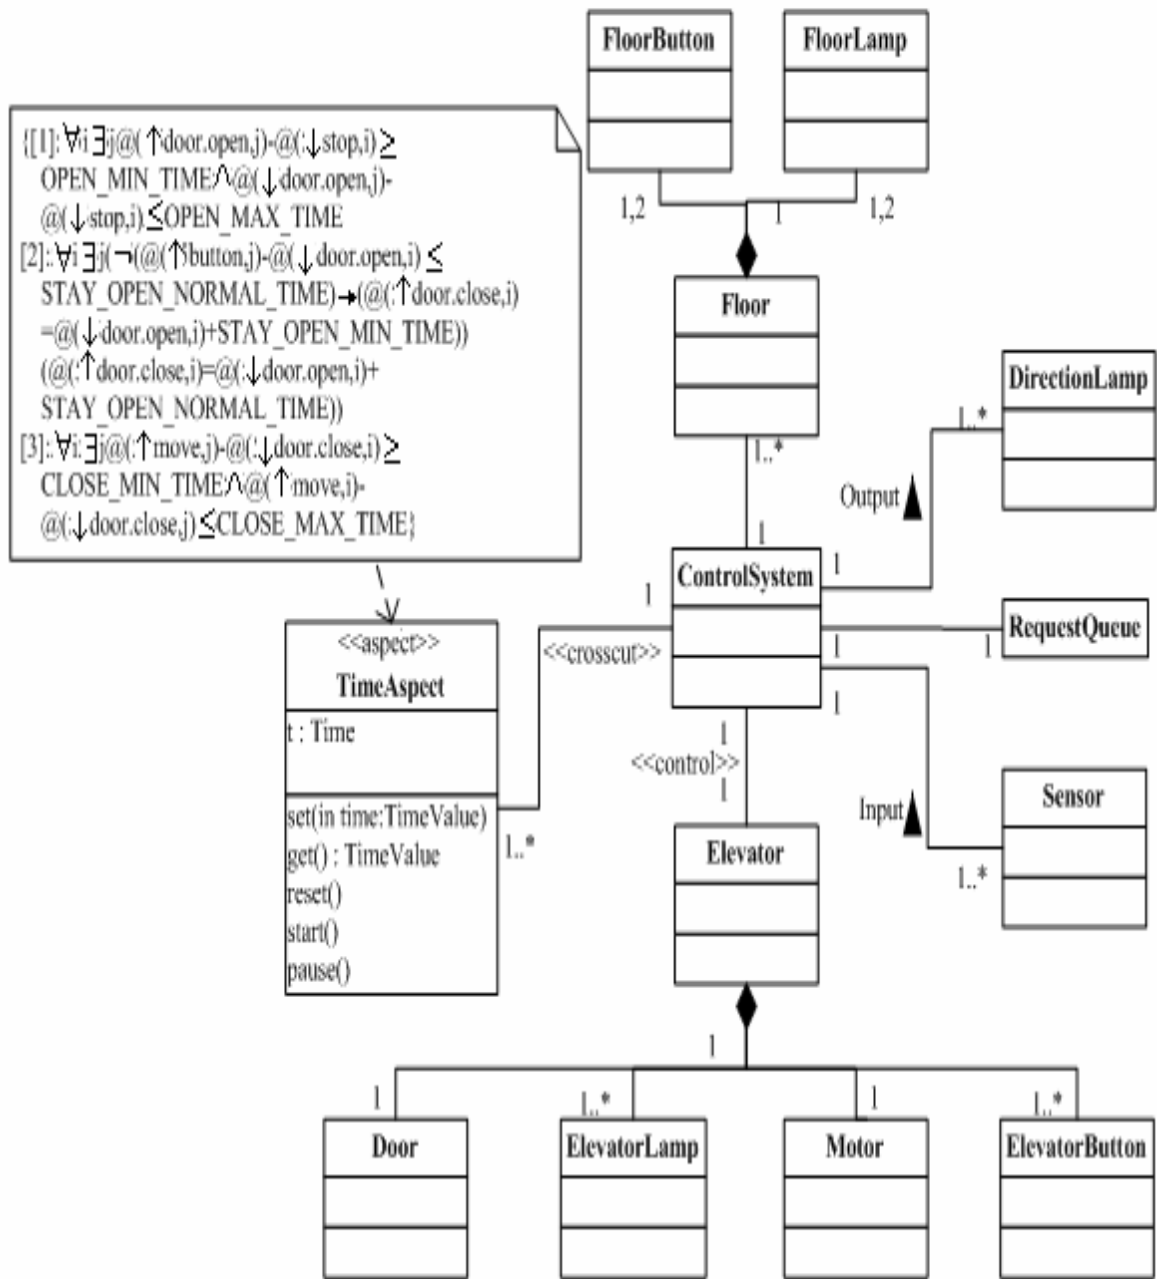 FloorButton
FloorLamp
1,2
1
1,2
{[1]:∀i∃j@(↑door.open,j)-@(:↓stop,i)≥
OPEN_MIN_TIME∧@(↓door.open,j)-
@(↓stop,i)≤OPEN_MAX_TIME
[2]:∀i∃j(¬(@(↑button,j)-@(↓door.open,i)≤
STAY_OPEN_NORMAL_TIME)→(@(:↑door.close,i)
=@(↓door.open,i)+STAY_OPEN_MIN_TIME))
(@(:↑door.close,i)=@(:↓door.open,i)+
STAY_OPEN_NORMAL_TIME))
[3]:∀i:∃j@(:↑move,j)-@(:↓door.close,i)≥
CLOSE_MIN_TIME∧@(↑move,i)-
@(:↓door.close,j)≤CLOSE_MAX_TIME}
Floor
1..*
1
DirectionLamp
1..*
Output
1
ControlSystem
1
<<crosscut>>
RequestQueue
1
1
1
<<aspect>>
TimeAspect
t : Time
set(in time:TimeValue)
get() : TimeValue
reset()
start()
pause()
1..*
1
<<control>>
1
Input
Sensor
1..*
Elevator
1
1
1..*
1
1..*
Door
ElevatorLamp
Motor
ElevatorButton